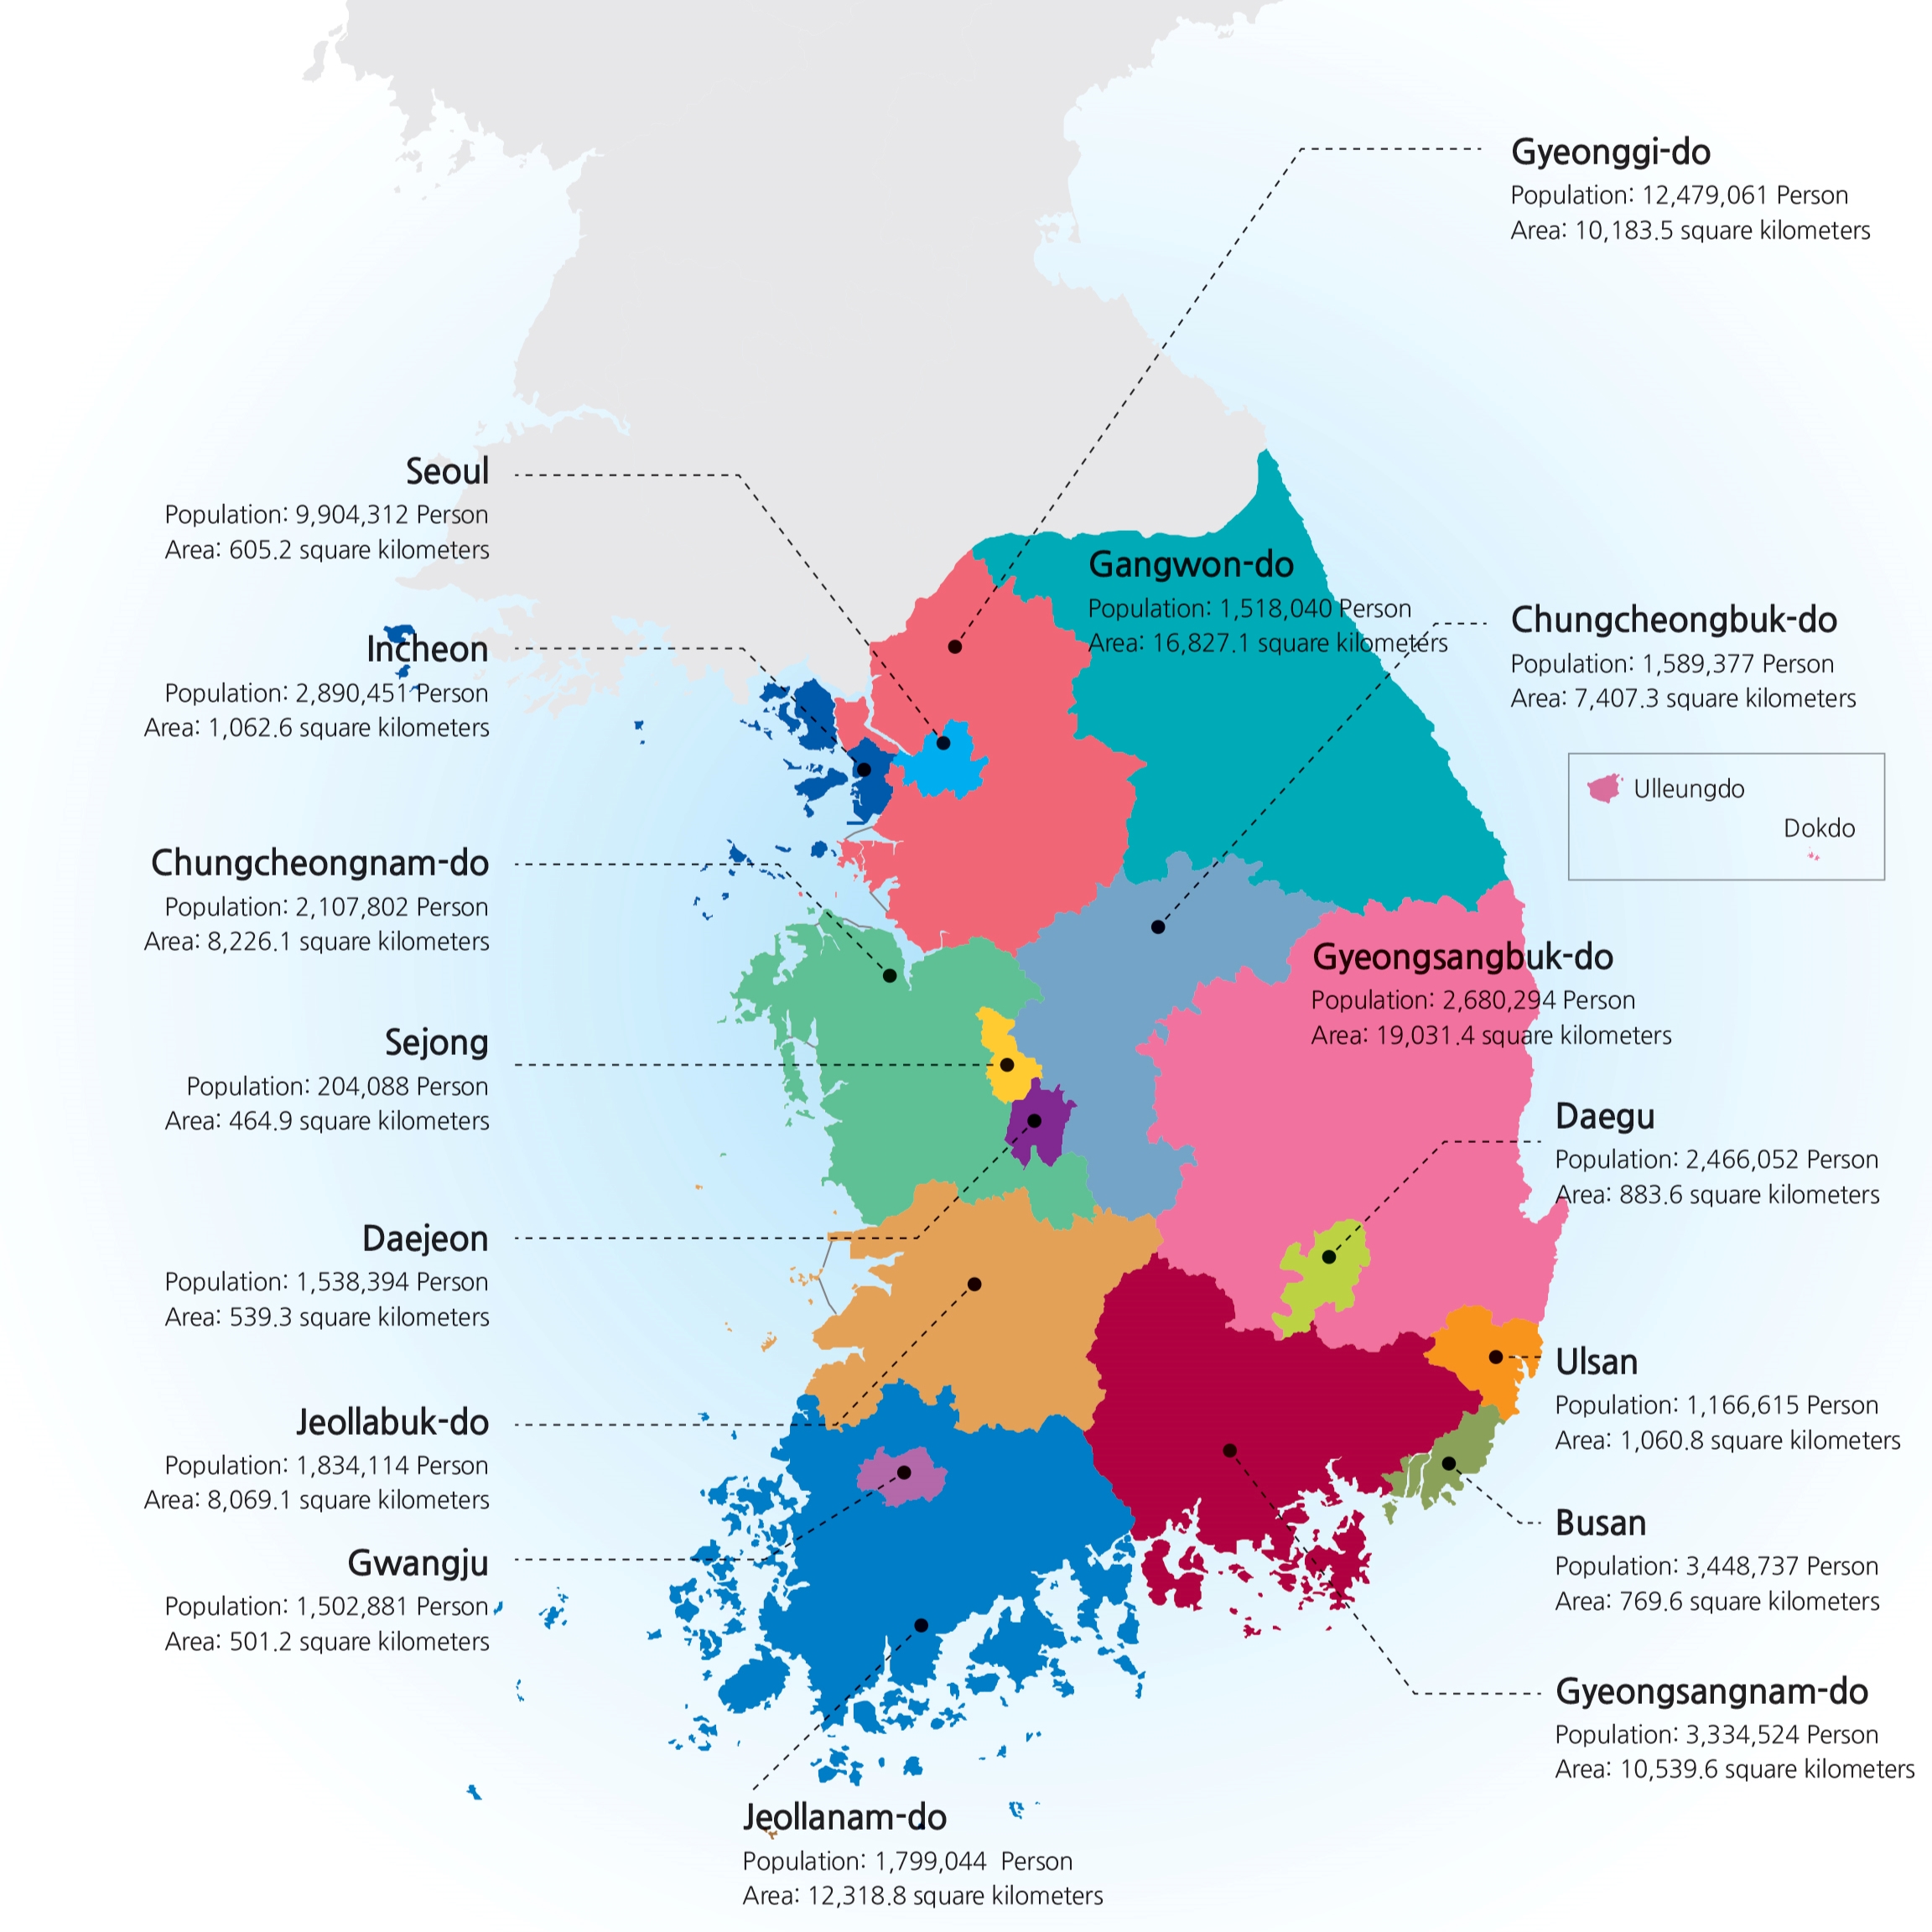 Gyeonggi-do
Population: 12,479,061 Person
Area: 10,183.5 square kilometers
Seoul
Population: 9,904,312 Person
Area: 605.2 square kilometers
Gangwon-do
Population: 1,518,040 Person
Area: 16,827.1 square kilometers
Chungcheongbuk-do
Population: 1,589,377 Person
Area: 7,407.3 square kilometers
Incheon
Population: 2,890,451 Person
Area: 1,062.6 square kilometers
Ulleungdo
Dokdo
Chungcheongnam-do
Population: 2,107,802 Person
Area: 8,226.1 square kilometers
Gyeongsangbuk-do
Population: 2,680,294 Person
Area: 19,031.4 square kilometers
Sejong
Population: 204,088 Person
Area: 464.9 square kilometers
Daegu
Population: 2,466,052 Person
Area: 883.6 square kilometers
Daejeon
Population: 1,538,394 Person
Area: 539.3 square kilometers
Ulsan
Population: 1,166,615 Person
Area: 1,060.8 square kilometers
Jeollabuk-do
Population: 1,834,114 Person
Area: 8,069.1 square kilometers
Busan
Population: 3,448,737 Person
Area: 769.6 square kilometers
Gwangju
Population: 1,502,881 Person
Area: 501.2 square kilometers
Gyeongsangnam-do
Population: 3,334,524 Person
Area: 10,539.6 square kilometers
Jeollanam-do
Population: 1,799,044 Person
Area: 12,318.8 square kilometers